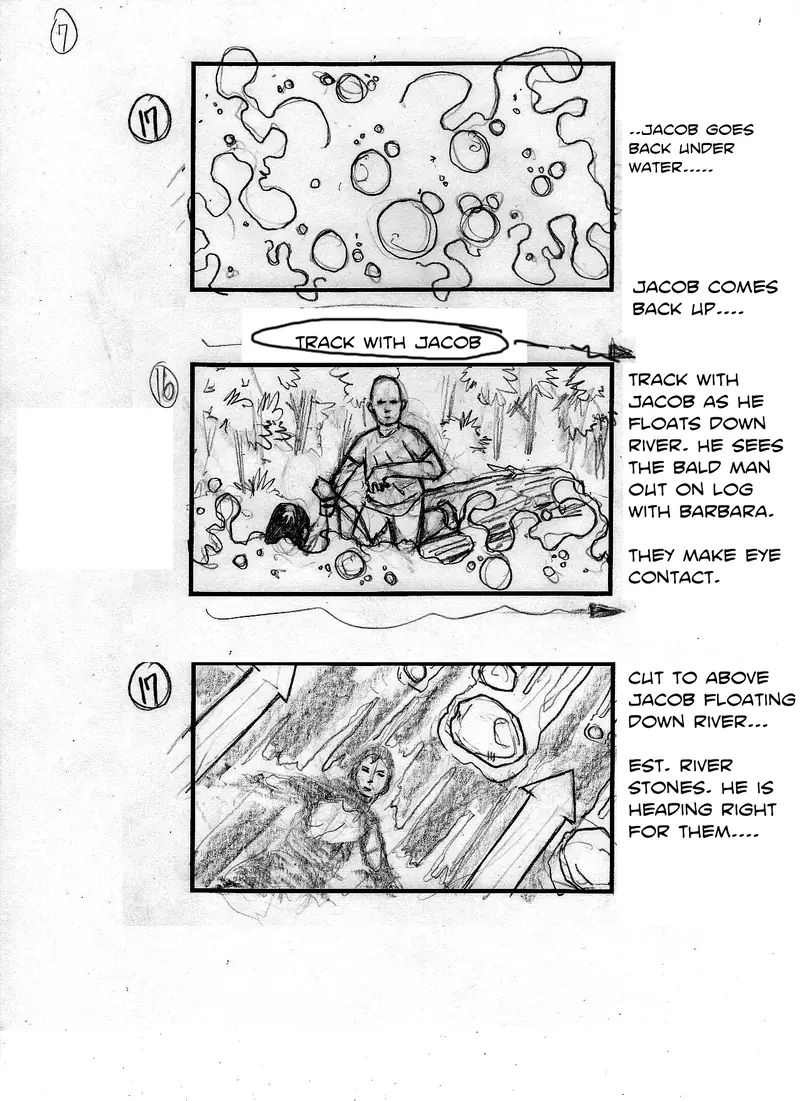 7
17
..JACOB GOES
BACK UNDER
WATER.....
JACOB COMES
BACK UP....
TRACK WITH JACOB
16
TRACK WITH
JACOB AS HE
FLOATS DOWN
RIVER. HE SEES
THE BALD MAN
OUT ON LOG
WITH BARBARA.
THEY MAKE EYE
CONTACT.
17
CUT TO ABOVE
JACOB FLOATING
DOWN RIVER...
EST. RIVER
STONES. HE IS
HEADING RIGHT
FOR THEM....